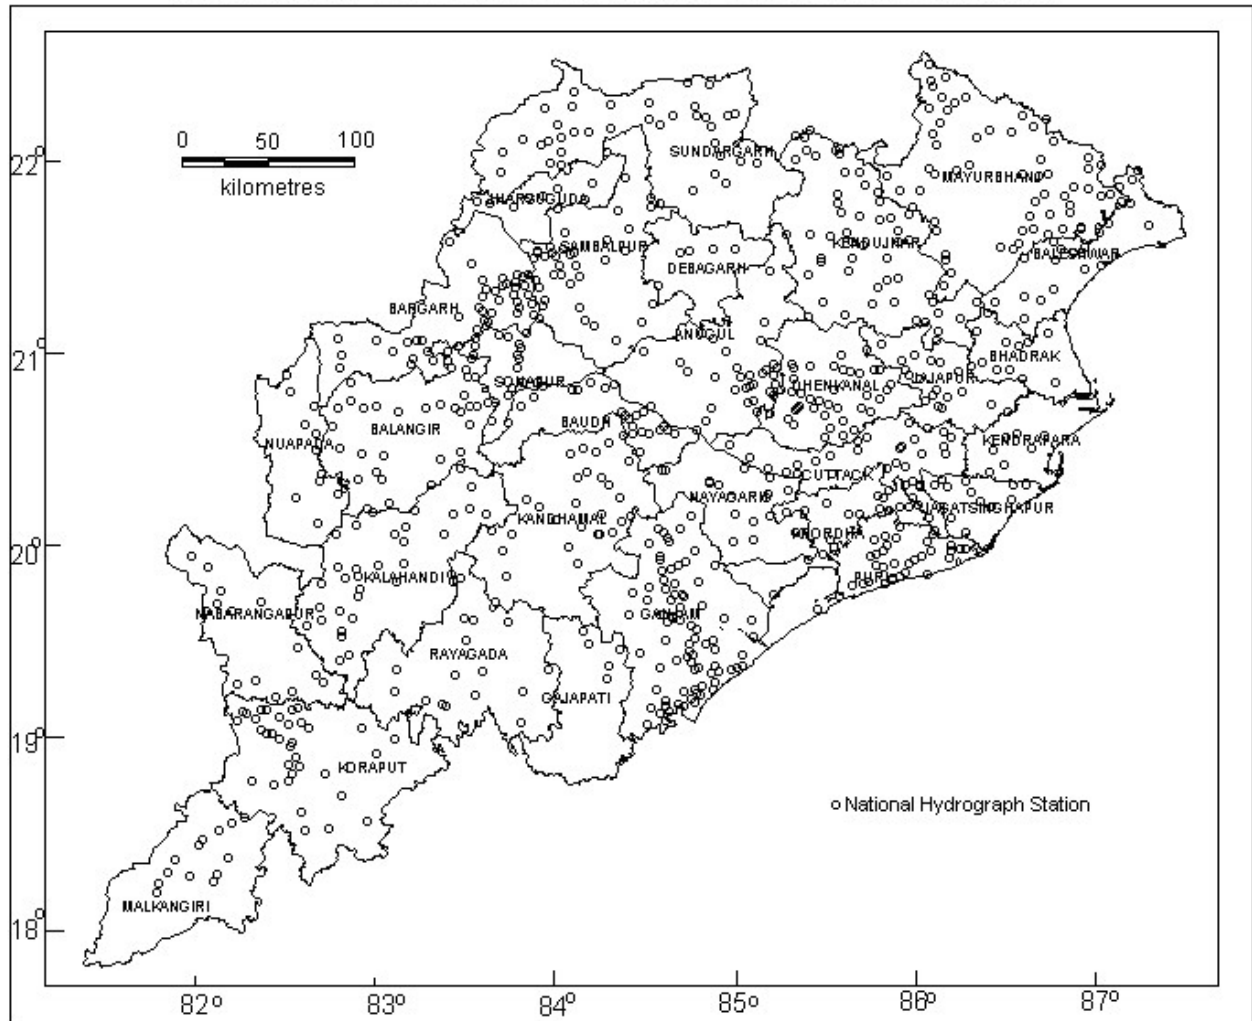 0 50 100
kilometres
22°
21°
20°
19°
18°
SUNDARGARH
MAYURBHANJ
JHARSUGUDA
SAMBALPUR
KENDUJHAR
BALESHWAR
DEBAGARH
BARGARH
ANUGUL
BHADRAK
SONAPUR
DHENKANAL
JAJAPUR
BALANGIR
BAUDH
NUAPADA
KENDRAPARA
CUTTACK
NAYAGARH
JAGATSINGHAPUR
KANDHAMAL
KHORDHA
KALAHANDI
PURI
NABARANGAPUR
GANJAM
RAYAGADA
GAJAPATI
KORAPUT
National Hydrograph Station
MALKANGIRI
82° 83° 84° 85° 86° 87°